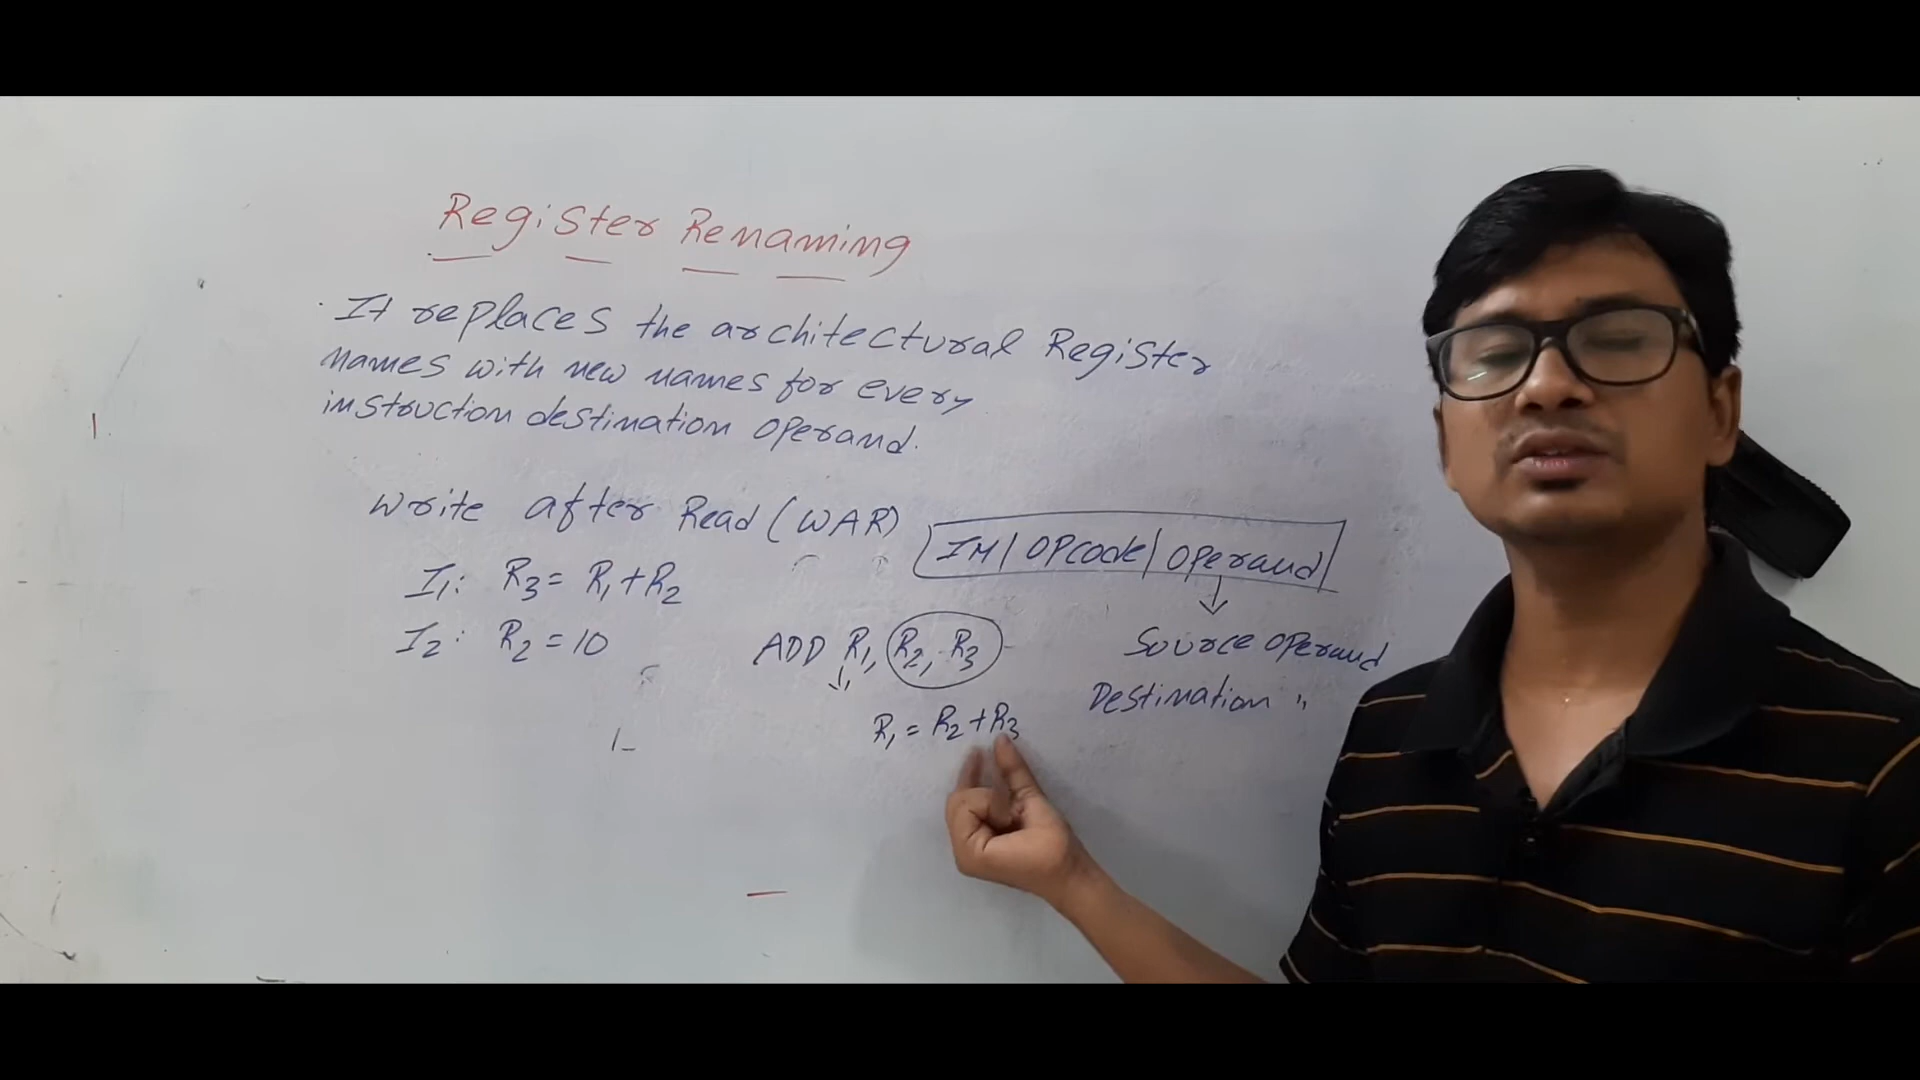 Register Renaming
. It replaces the architectural Register
names with new names for every
instruction destination operand.
Write after Read (WAR)
I1: R3 = R1 + R2
I2: R2 = 10
IM | OPcode | Operand
ADD R1, R2, R3
R1 = R2 + R3
Source Operand
Destination "